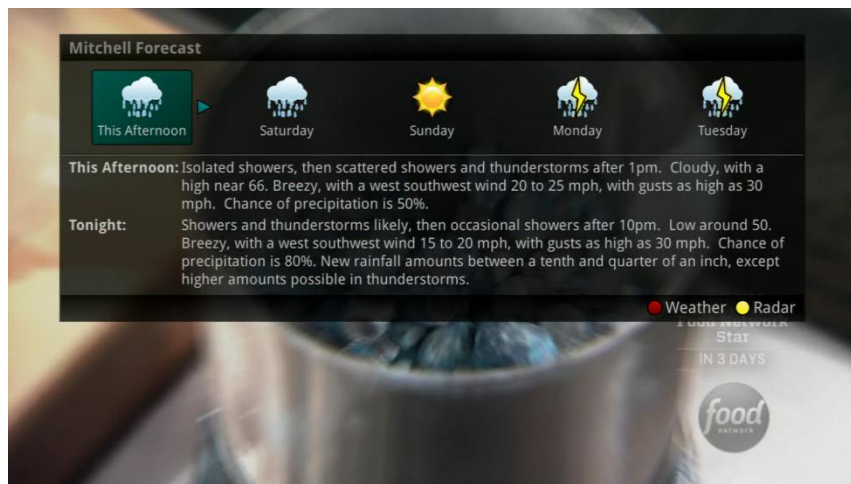 Mitchell Forecast
This Afternoon
Saturday
Sunday
Monday
Tuesday
This Afternoon: Isolated showers, then scattered showers and thunderstorms after 1pm. Cloudy, with a
high near 66. Breezy, with a west southwest wind 20 to 25 mph, with gusts as high as 30
mph. Chance of precipitation is 50%.
Tonight: Showers and thunderstorms likely, then occasional showers after 10pm. Low around 50.
Breezy, with a west southwest wind 15 to 20 mph, with gusts as high as 30 mph. Chance of
precipitation is 80%. New rainfall amounts between a tenth and quarter of an inch, except
higher amounts possible in thunderstorms.
Weather Radar
Food Network
Star
IN 3 DAYS
food
network